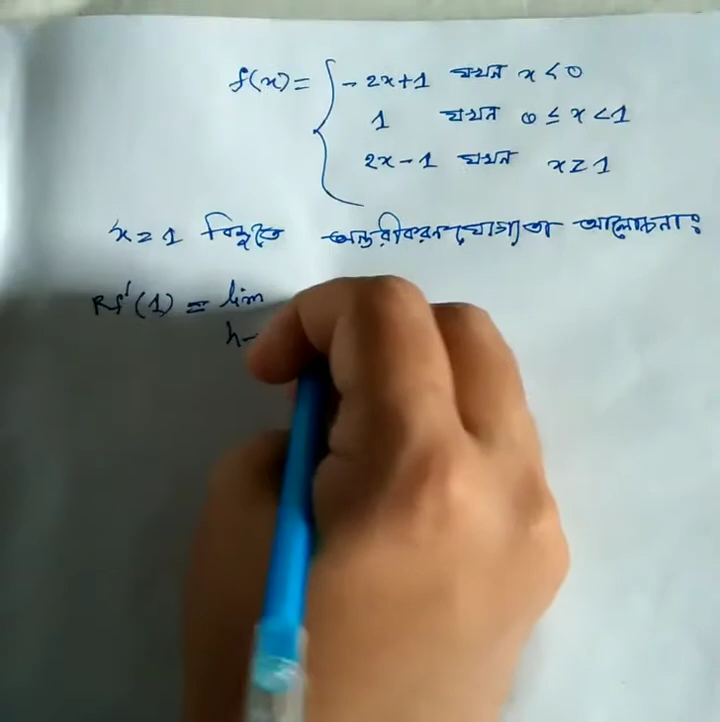 f(x) = { - 2x+1 যখন x < 0
1 যখন 0 ≤ x < 1
2x - 1 যখন x ≥ 1
x = 1 বিন্দুতে অন্তরীকরনযোগ্যতা আলোচনাঃ
Rf'(1) = lim
h-